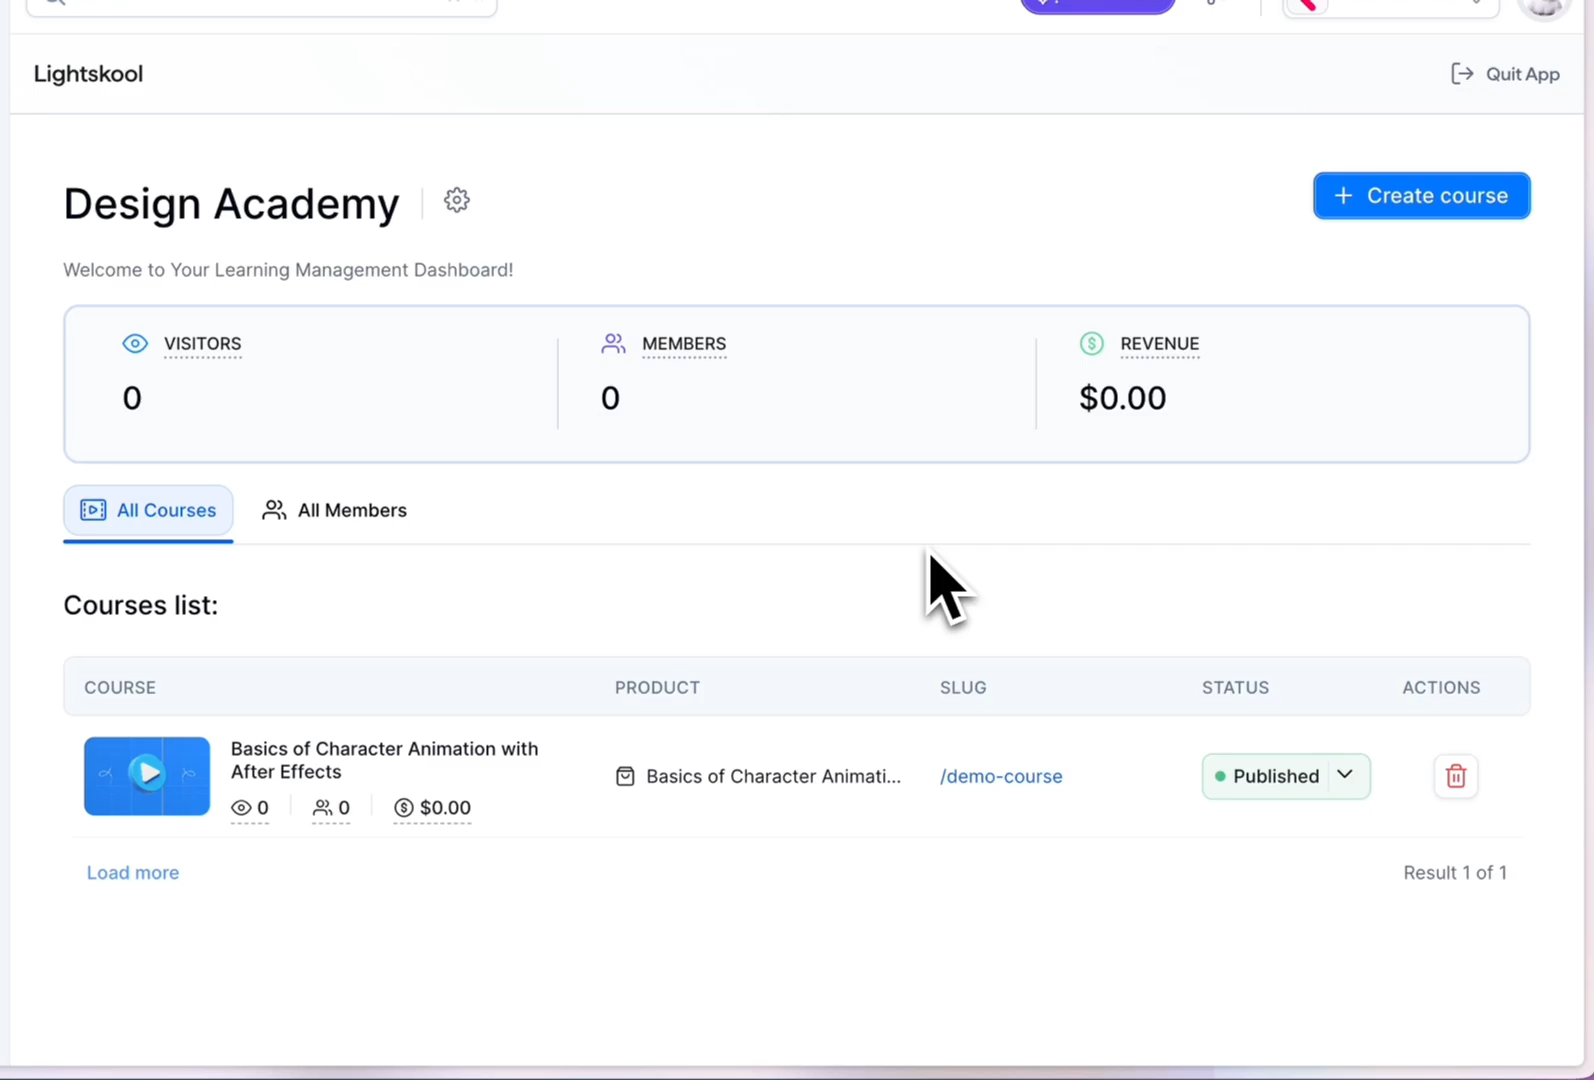 Lightskool
Quit App
Design Academy
+ Create course
Welcome to Your Learning Management Dashboard!
VISITORS
MEMBERS
REVENUE
0
0
$0.00
All Courses
All Members
Courses list:
COURSE
PRODUCT
SLUG
STATUS
ACTIONS
Basics of Character Animation with
After Effects
0
0
$0.00
Basics of Character Animati...
/demo-course
Published
Load more
Result 1 of 1